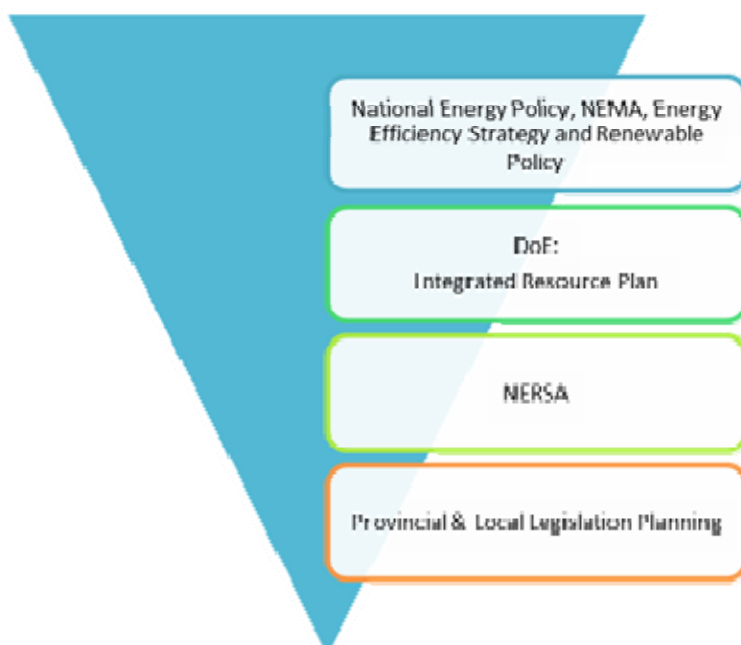 National Energy Policy, NEMA, Energy
Efficiency Strategy and Renewable
Policy
DoE:
Integrated Resource Plan
NERSA
Provincial & Local Legislation Planning